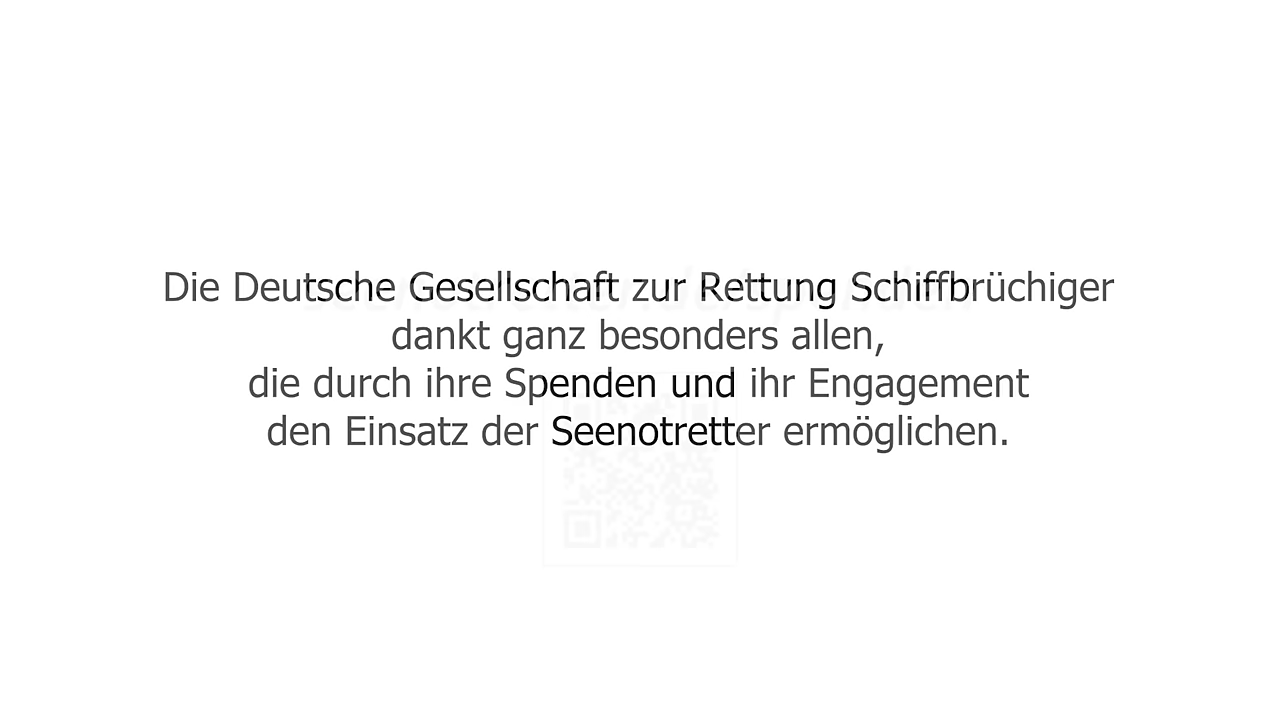 Die Deutsche Gesellschaft zur Rettung Schiffbrüchiger
dankt ganz besonders allen,
die durch ihre Spenden und ihr Engagement
den Einsatz der Seenotretter ermöglichen.